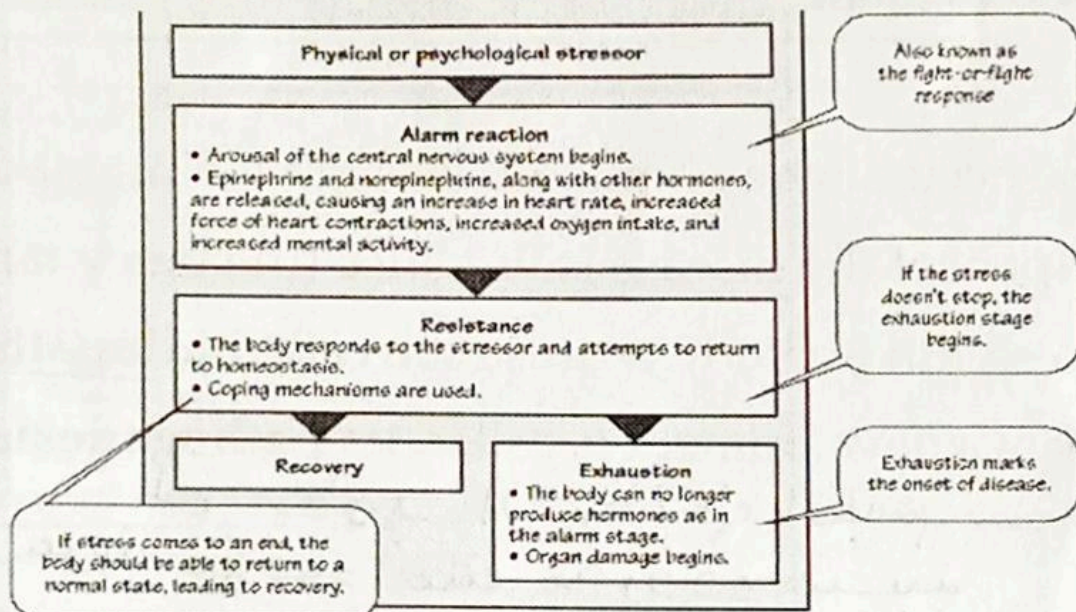 Physical or psychological stressor
Also known as
the fight-or-flight
response
Alarm reaction
• Arousal of the central nervous system begins.
• Epinephrine and norepinephrine, along with other hormones,
are released, causing an increase in heart rate, increased
force of heart contractions, increased oxygen intake, and
increased mental activity.
If the stress
doesn't stop, the
exhaustion stage
begins.
Resistance
• The body responds to the stressor and attempts to return
to homeostasis.
• Coping mechanisms are used.
Recovery
Exhaustion
• The body can no longer
produce hormones as in
the alarm stage.
• Organ damage begins.
Exhaustion marks
the onset of disease.
If stress comes to an end, the
body should be able to return to a
normal state, leading to recovery.